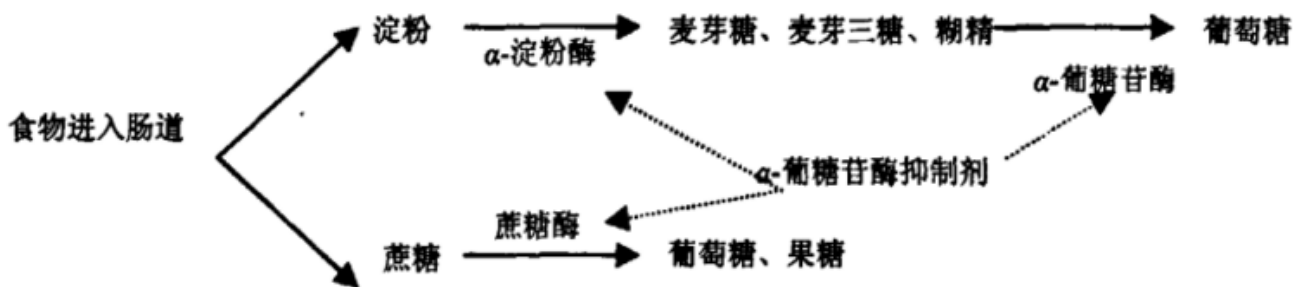 淀粉
α-淀粉酶
麦芽糖、麦芽三糖、糊精
葡萄糖
α-葡糖苷酶
食物进入肠道
α-葡糖苷酶抑制剂
蔗糖酶
蔗糖
葡萄糖、果糖